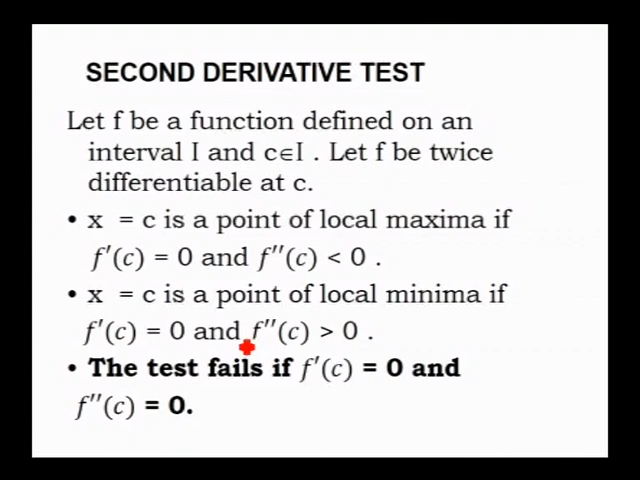 SECOND DERIVATIVE TEST
Let f be a function defined on an
interval I and c∈I . Let f be twice
differentiable at c.
• x = c is a point of local maxima if
f′(c) = 0 and f′′(c) < 0 .
• x = c is a point of local minima if
f′(c) = 0 and f′′(c) > 0 .
• The test fails if f′(c) = 0 and
f′′(c) = 0.